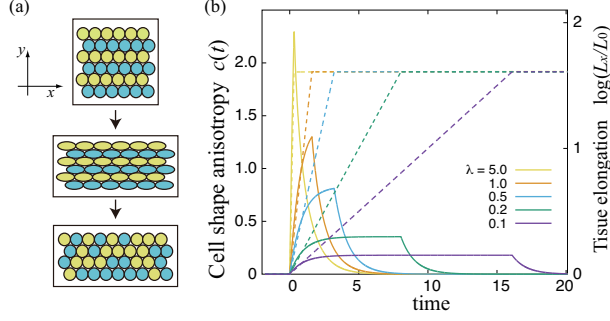 (a)
y
x
(b)
Cell shape anisotropy c(t)
2.0
1.5
1.0
0.5
0
λ = 5.0
1.0
0.5
0.2
0.1
0
5
10
15
20
time
2
1
0
Tissue elongation log(Lx/L0)